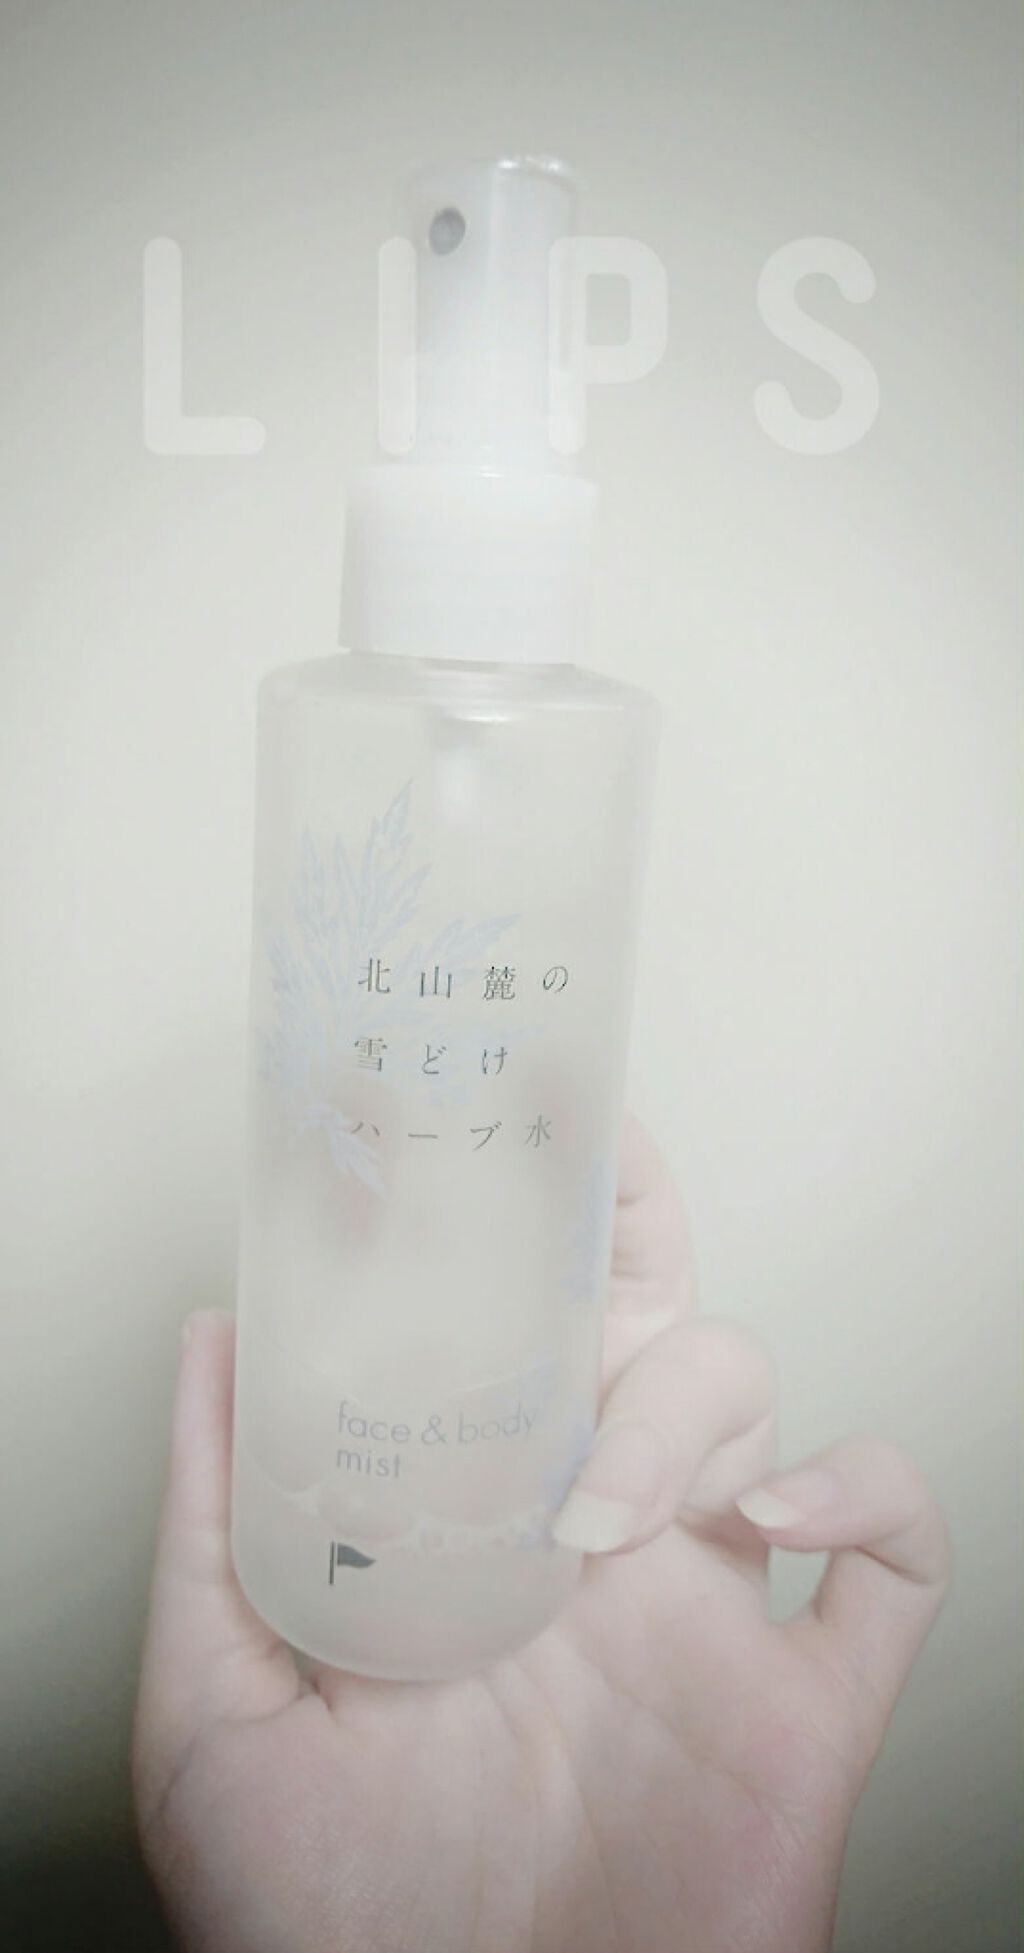 LIPS
北山麓の
雪どけ
ハーブ水
face & body
mist